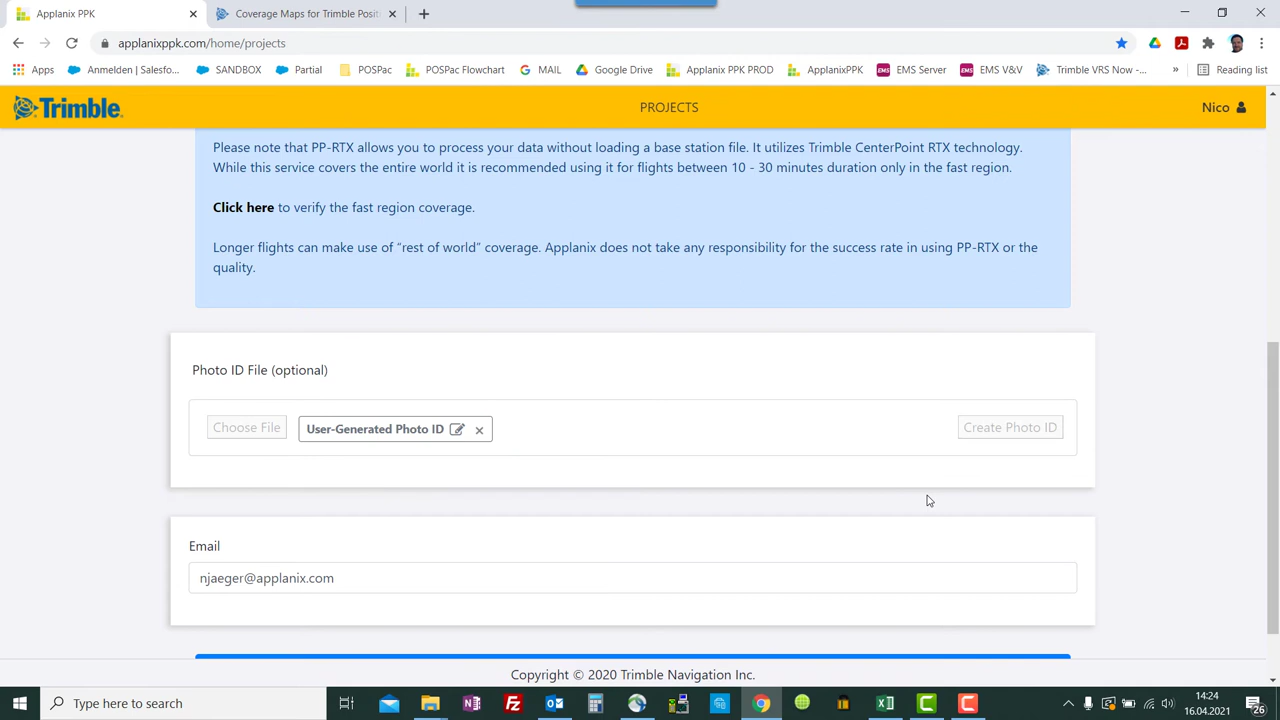 Applanix PPK
Coverage Maps for Trimble Posit
applanixppk.com/home/projects
Apps
Anmelden | Salesfo...
SANDBOX
Partial
POSPac
POSPac Flowchart
MAIL
Google Drive
Applanix PPK PROD
ApplanixPPK
EMS
EMS Server
EMS
EMS V&V
Trimble VRS Now -...
»
Reading list
Trimble
PROJECTS
Nico
Please note that PP-RTX allows you to process your data without loading a base station file. It utilizes Trimble CenterPoint RTX technology.
While this service covers the entire world it is recommended using it for flights between 10 - 30 minutes duration only in the fast region.
Click here to verify the fast region coverage.
Longer flights can make use of “rest of world” coverage. Applanix does not take any responsibility for the success rate in using PP-RTX or the
quality.
Photo ID File (optional)
Choose File
User-Generated Photo ID
Create Photo ID
Email
njaeger@applanix.com
Copyright © 2020 Trimble Navigation Inc.
Type here to search
14:24
16.04.2021
26